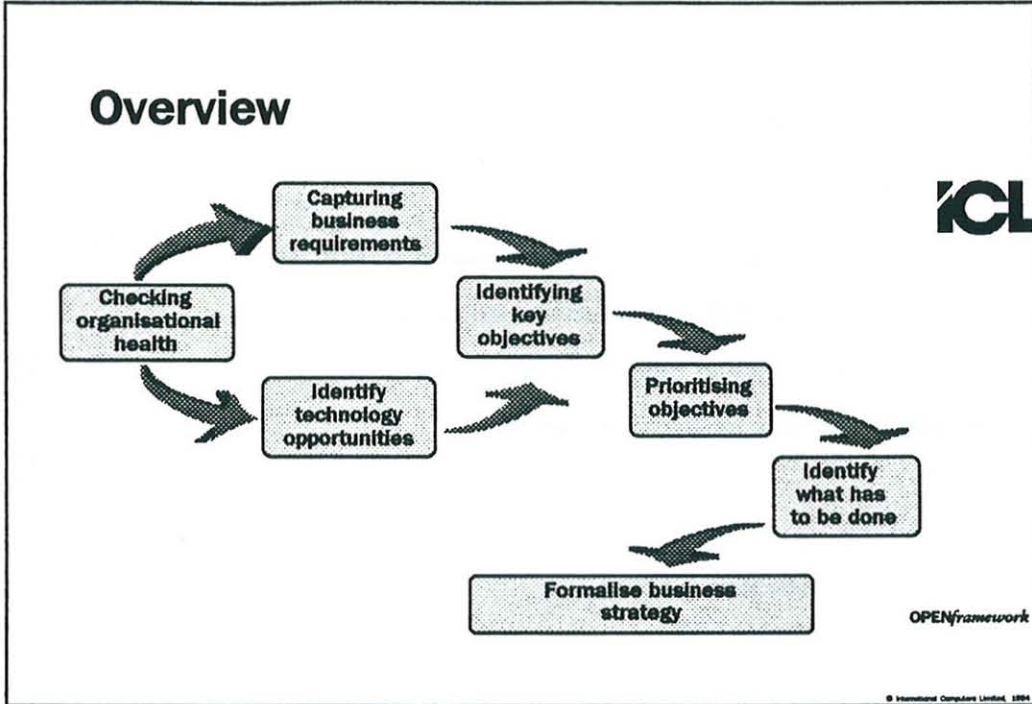 Overview
Capturing
business
requirements
ICL
Checking
organisational
health
Identifying
key
objectives
Identify
technology
opportunities
Prioritising
objectives
Identify
what has
to be done
Formalise business
strategy
OPENframework
© International Computers Limited, 1994